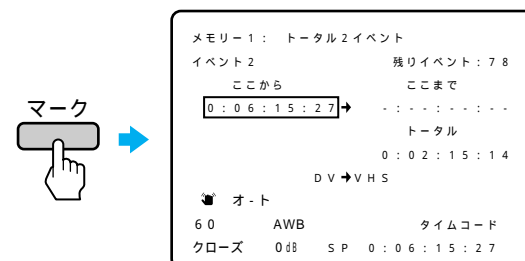 マーク
メモリー1: トータル2イベント
イベント2 残りイベント:78
ここから ここまで
0:06:15:27→ -:--:--:--
トータル
0:02:15:14
DV→VHS
オ-ト
60 AWB タイムコード
クローズ 0dB SP 0:06:15:27